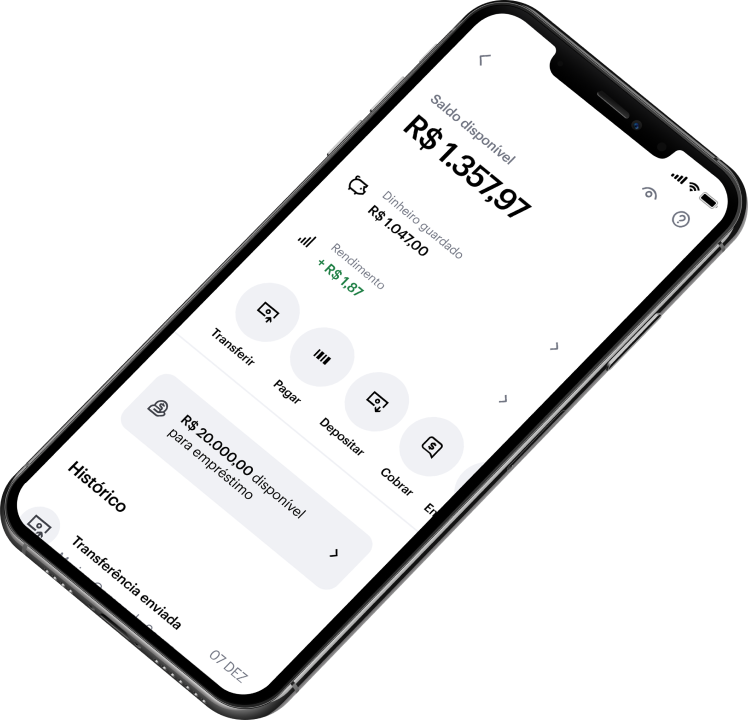 Saldo disponível
R$ 1.357,97
Dinheiro guardado
R$ 1.047,00
Rendimento
+ R$ 1,87
Transferir
Pagar
Depositar
Cobrar
R$ 20.000,00 disponível
para empréstimo
Histórico
Transferência enviada
07 DEZ